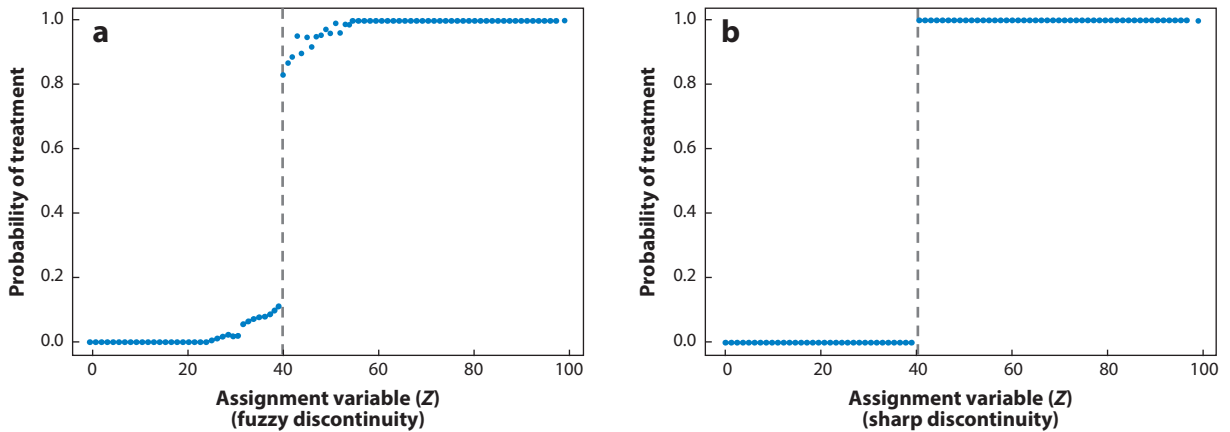 a
1.0
0.8
0.6
0.4
0.2
0.0
Probability of treatment
0 20 40 60 80 100
Assignment variable (Z)
(fuzzy discontinuity)
b
1.0
0.8
0.6
0.4
0.2
0.0
Probability of treatment
0 20 40 60 80 100
Assignment variable (Z)
(sharp discontinuity)